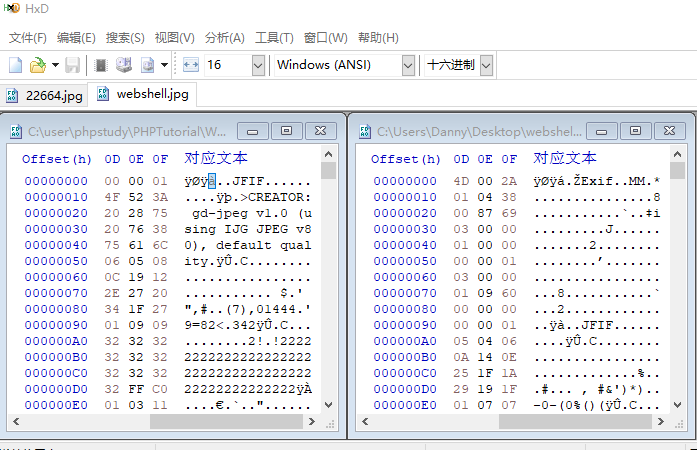 HxD
文件(F) 编辑(E) 搜索(S) 视图(V) 分析(A) 工具(T) 窗口(W) 帮助(H)
16 Windows (ANSI) 十六进制
22664.jpg webshell.jpg
C:\user\phpstudy\PHPTutorial\W...
Offset(h) 0D 0E 0F 对应文本
00000000 00 00 01 ÿØÿà..JFIF......
00000010 4F 52 3A ....ÿþ.>CREATOR:
00000020 20 28 75 gd-jpeg v1.0 (u
00000030 20 76 38 sing IJG JPEG v8
00000040 75 61 6C 0), default qual
00000050 06 05 08 ity.ÿÛ.C........
00000060 0C 19 12 ................
00000070 2E 27 20 ........... $.'
00000080 34 1F 27 ",#..(7),01444.'
00000090 01 09 09 9=82<.342ÿÛ.C...
000000A0 32 32 32 ........2!.!2222
000000B0 32 32 32 2222222222222222
000000C0 32 32 32 2222222222222222
000000D0 32 FF C0 22222222222222ÿÀ
000000E0 01 03 11 ....€.`.."......
C:\Users\Danny\Desktop\webshel...
Offset(h) 0D 0E 0F 对应文本
00000000 4D 00 2A ÿØÿá.ŽExif..MM.*
00000010 01 04 38 ...............8
00000020 00 87 69 ...........`..‡i
00000030 03 00 00 .........J......
00000040 01 00 00 .......2........
00000050 00 00 01 ........’.......
00000060 03 00 00 ................
00000070 01 09 60 ...8...........`
00000080 00 00 00 ...2............
00000090 00 00 01 ..ÿà..JFIF......
000000A0 05 04 06 ....ÿÛ.C........
000000B0 0A 14 0E ................
000000C0 25 1F 1A .............%..
000000D0 29 19 1F .#... , #&')*)..
000000E0 01 07 07 -0-(0%()(ÿÛ.C...